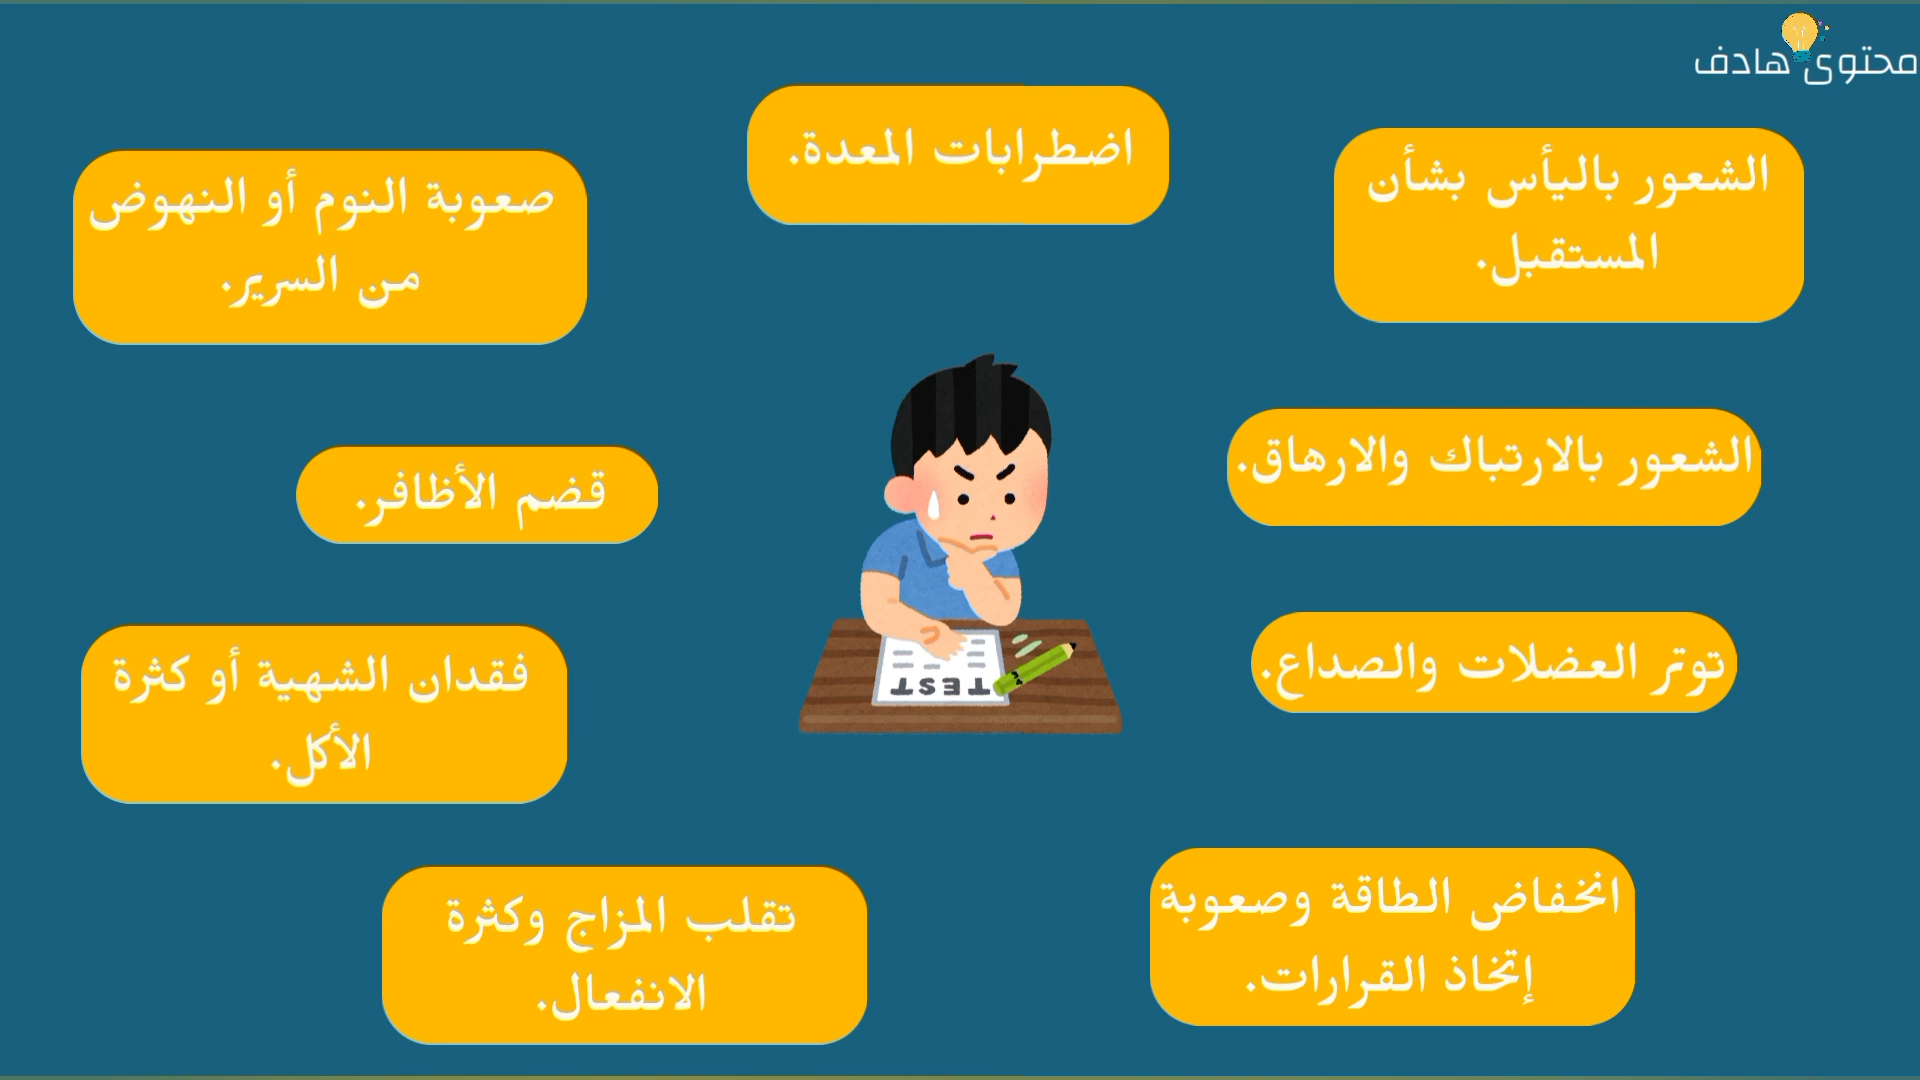 محتوى هادف
اضطرابات المعدة.
الشعور باليأس بشأن
المستقبل.
صعوبة النوم أو النهوض
من السرير.
الشعور بالارتباك والارهاق.
قضم الأظافر.
توتر العضلات والصداع.
فقدان الشهية أو كثرة
الأكل.
TEST
انخفاض الطاقة وصعوبة
إتخاذ القرارات.
تقلب المزاج وكثرة
الانفعال.